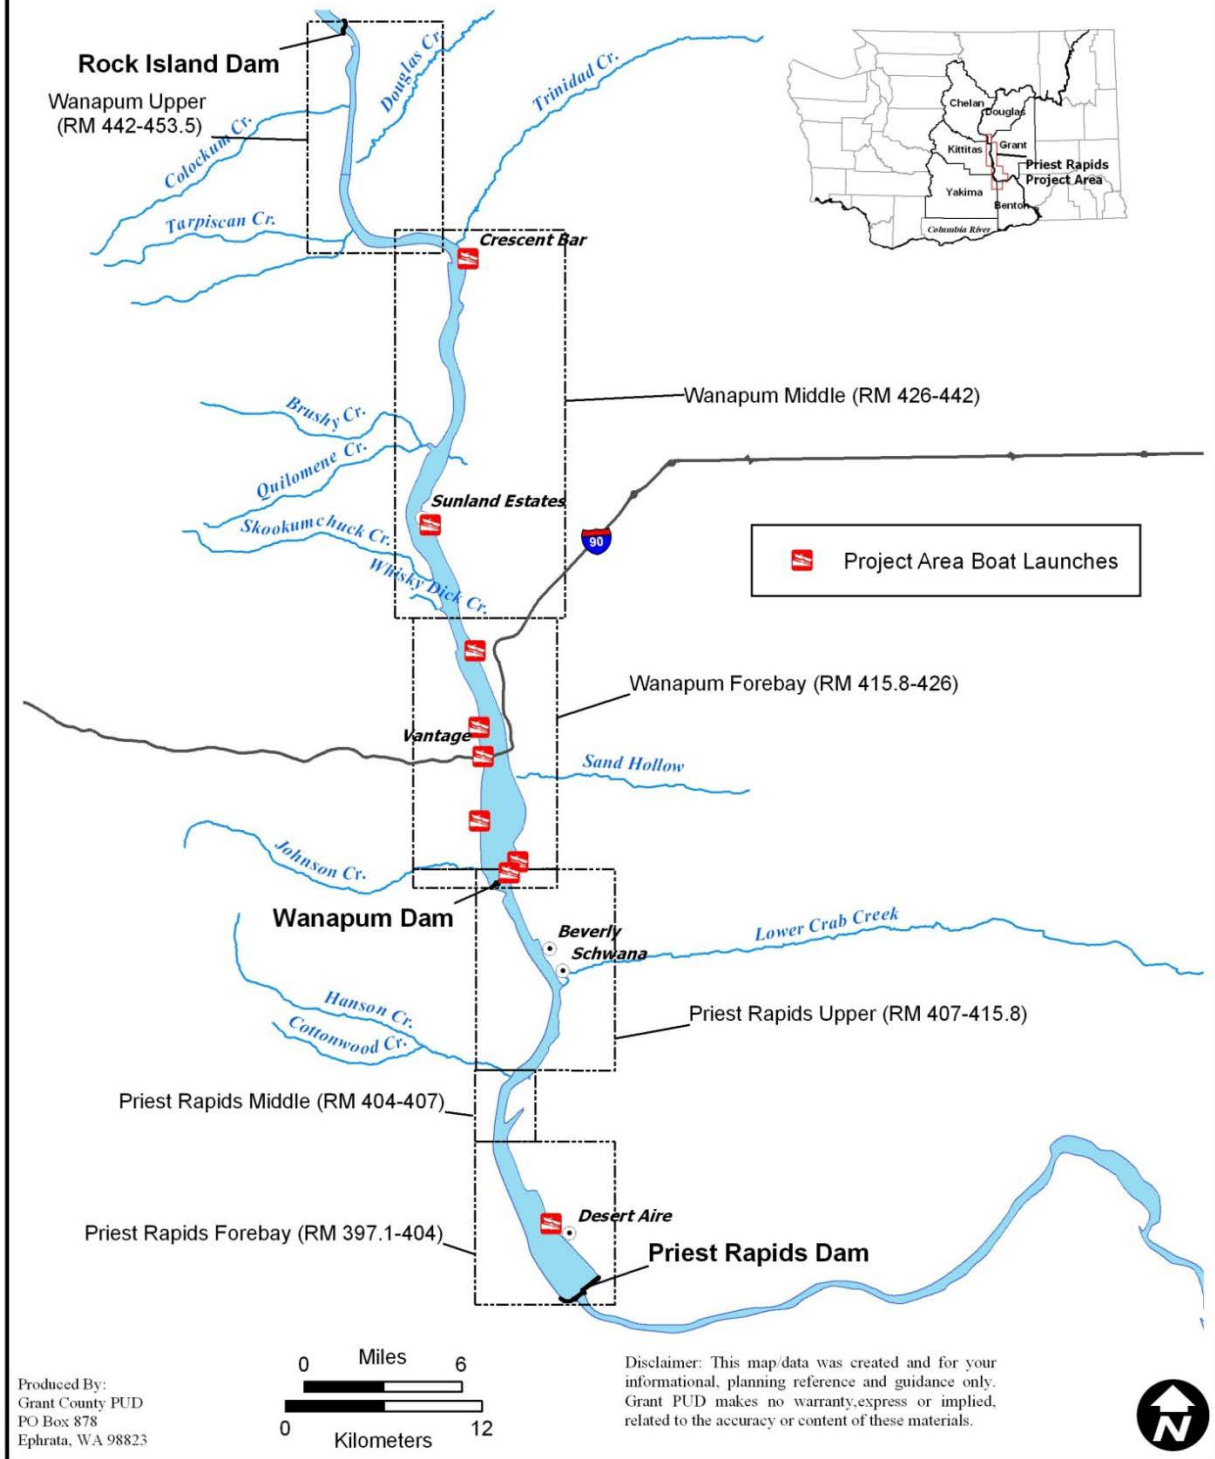 Rock Island Dam
Wanapum Upper
(RM 442-453.5)
Douglas Cr.
Trinidad Cr.
Colockum Cr.
Tarpiscan Cr.
Crescent Bar
Chelan
Douglas
Kittitas
Grant
Priest Rapids
Project Area
Yakima
Benton
Columbia River
Wanapum Middle (RM 426-442)
Brushy Cr.
Quilomene Cr.
Sunland Estates
Skookumchuck Cr.
Whisky Dick Cr.
90
Project Area Boat Launches
Wanapum Forebay (RM 415.8-426)
Vantage
Sand Hollow
Johnson Cr.
Wanapum Dam
Beverly
Schwana
Lower Crab Creek
Hanson Cr.
Cottonwood Cr.
Priest Rapids Upper (RM 407-415.8)
Priest Rapids Middle (RM 404-407)
Desert Aire
Priest Rapids Forebay (RM 397.1-404)
Priest Rapids Dam
0 Miles 6
0 12
Kilometers
Produced By:
Grant County PUD
PO Box 878
Ephrata, WA 98823
Disclaimer: This map/data was created and for your
informational, planning reference and guidance only.
Grant PUD makes no warranty,express or implied,
related to the accuracy or content of these materials.
N